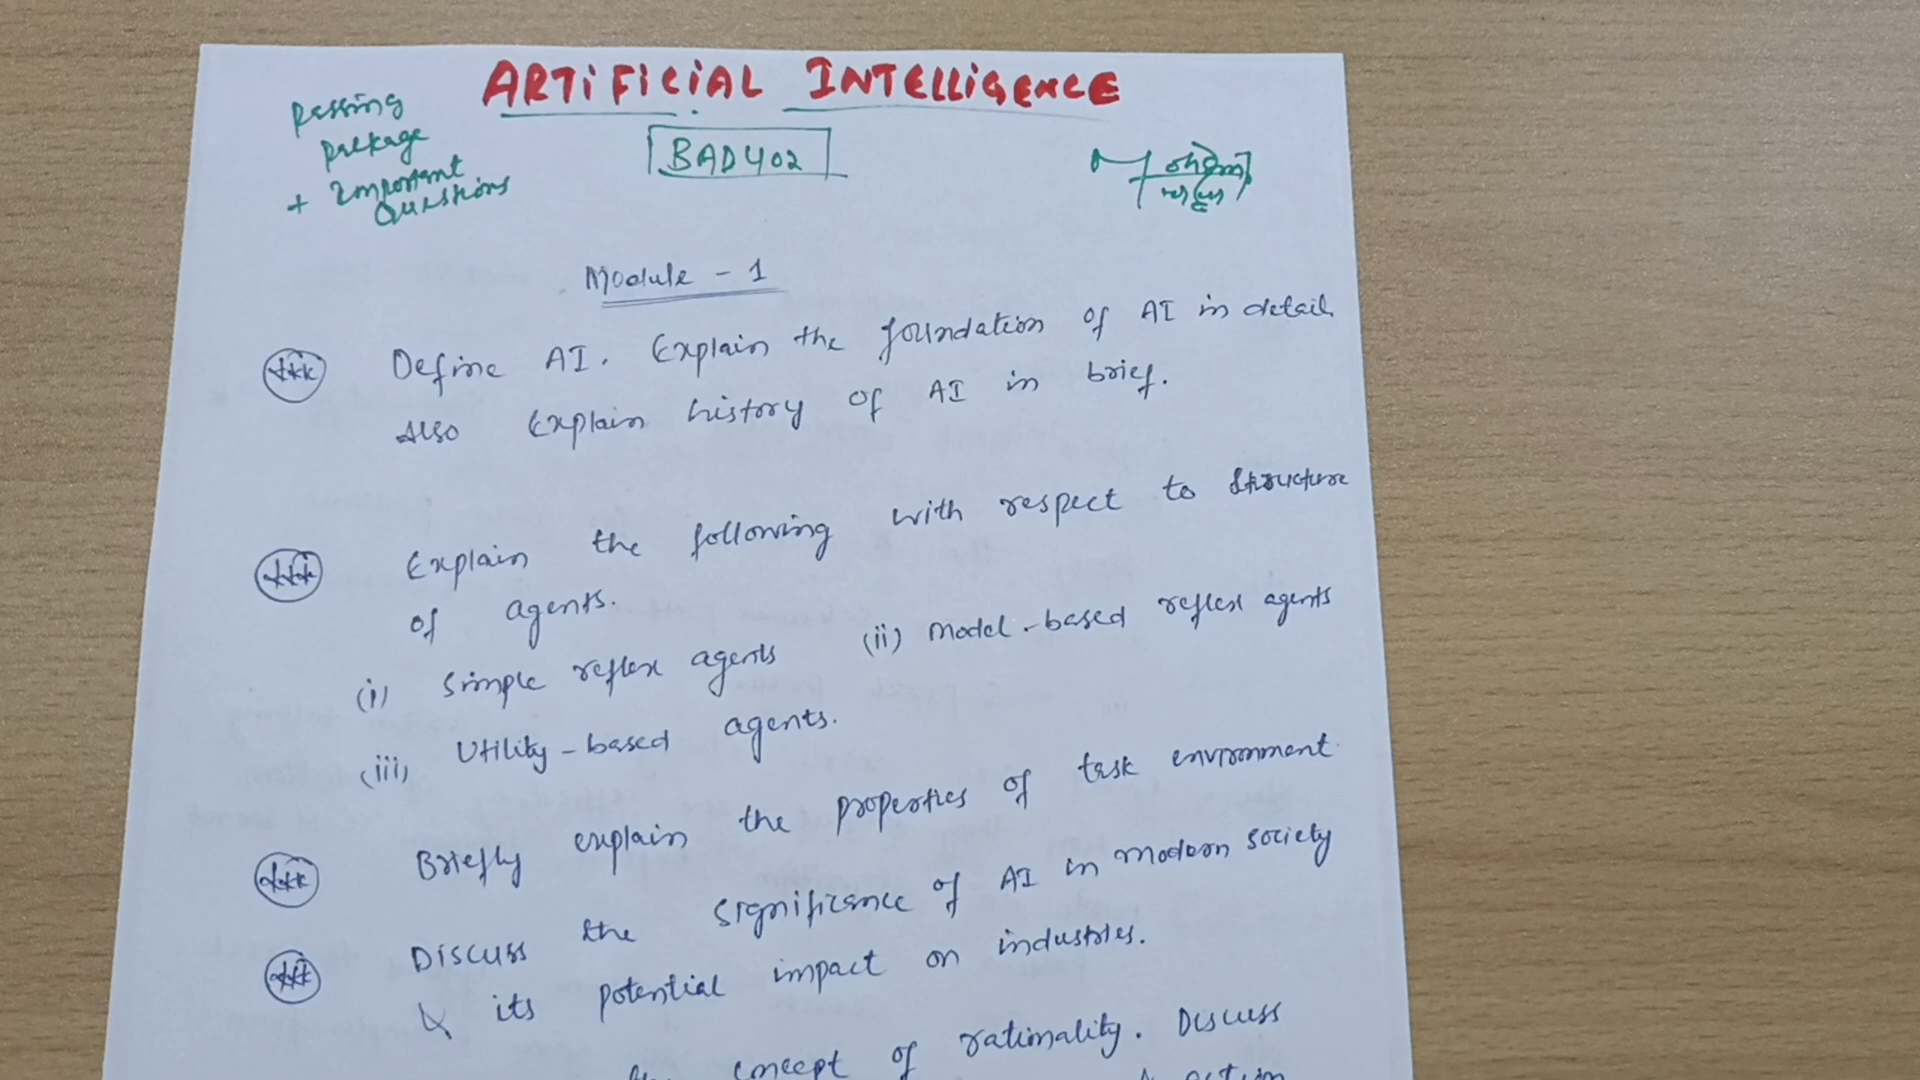 ARTIFICIAL INTELLIGENCE
Passing
package
+ Important
Questions
BAD402
Module - 1
Define AI. Explain the foundation of AI in detail
Also Explain history of AI in brief.
Explain the following with respect to structure
of agents.
(i) Simple reflex agents (ii) Model-based reflex agents
(iii) Utility-based agents.
Briefly explain the properties of task environment
Discuss the significance of AI in modern society
& its potential impact on industries.
the concept of rationality. Discuss
action